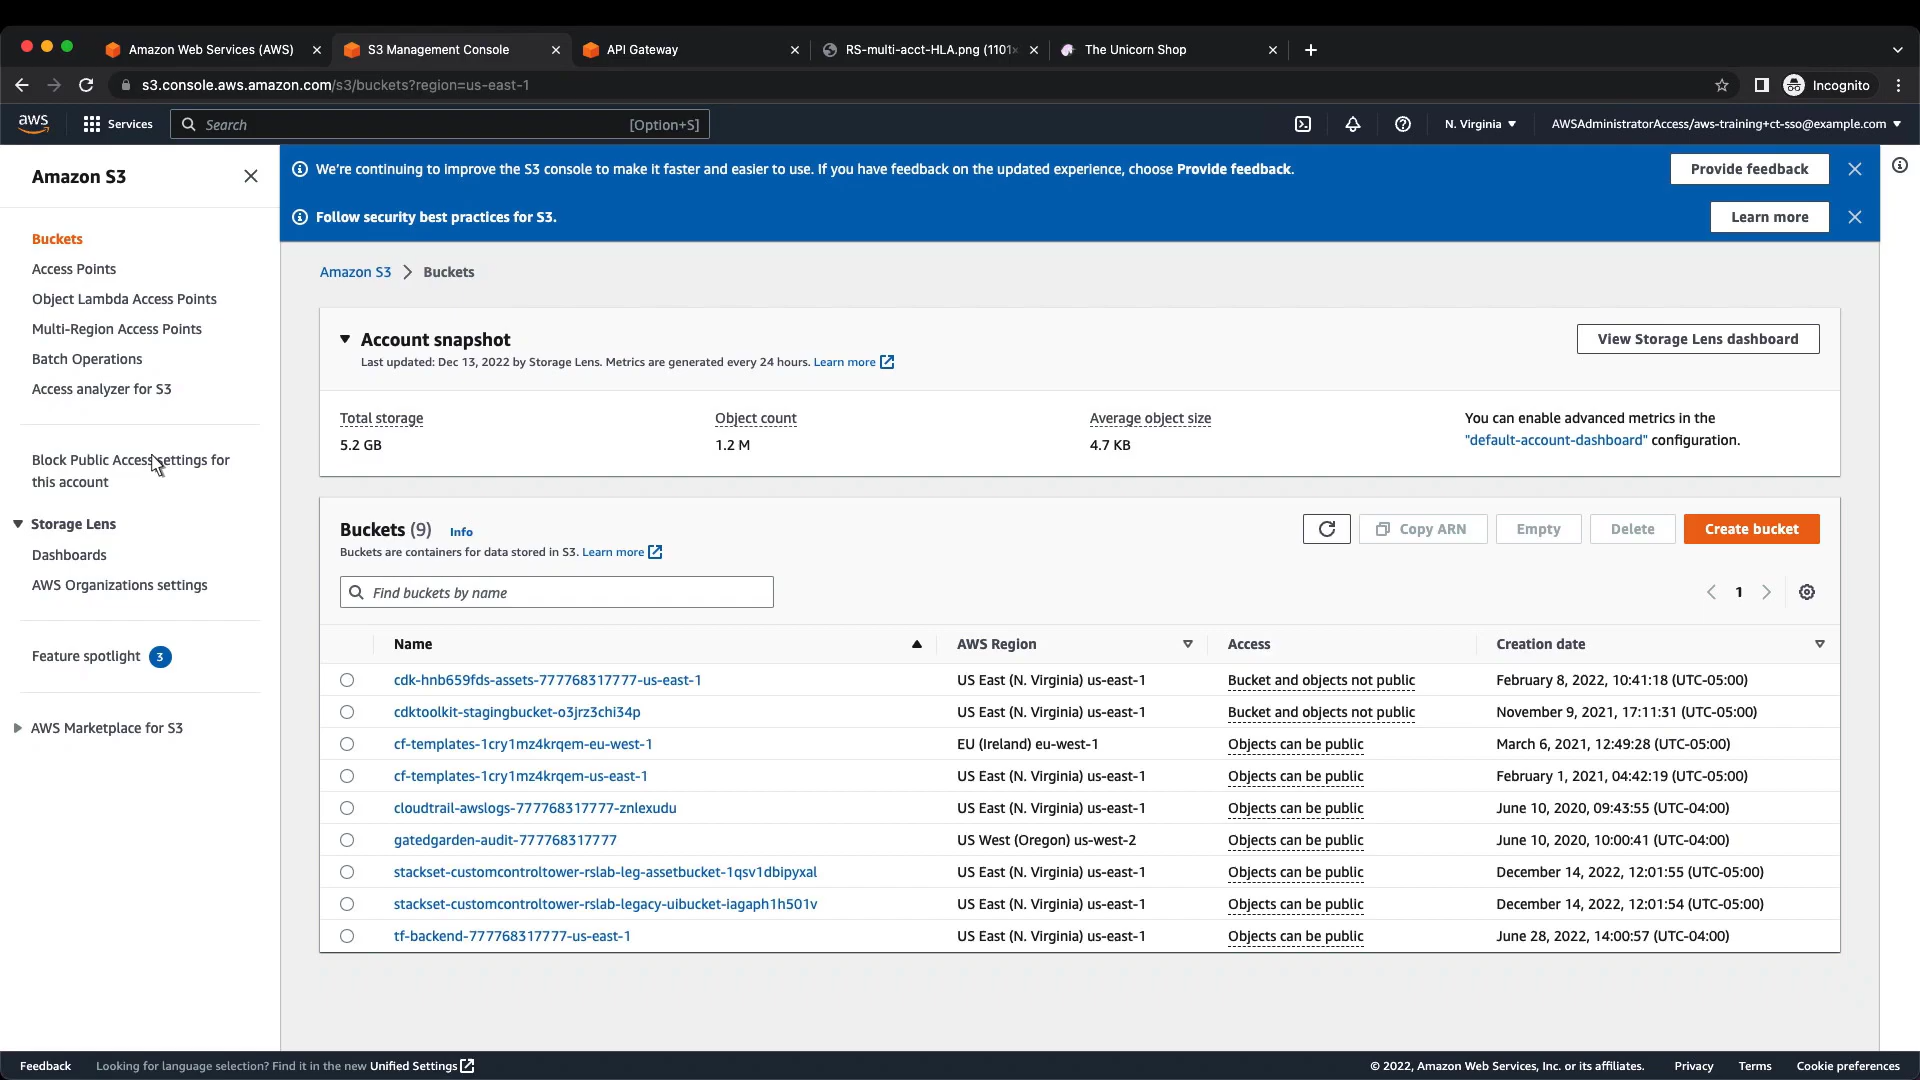 Amazon Web Services (AWS)
S3 Management Console
API Gateway
RS-multi-acct-HLA.png (1101×
The Unicorn Shop
s3.console.aws.amazon.com/s3/buckets?region=us-east-1
Incognito
aws
Services
Search
[Option+S]
N. Virginia
AWSAdministratorAccess/aws-training+ct-sso@example.com
Amazon S3
We're continuing to improve the S3 console to make it faster and easier to use. If you have feedback on the updated experience, choose Provide feedback.
Provide feedback
Follow security best practices for S3.
Learn more
Buckets
Access Points
Object Lambda Access Points
Multi-Region Access Points
Batch Operations
Access analyzer for S3
Block Public Access settings for
this account
Storage Lens
Dashboards
AWS Organizations settings
Feature spotlight 3
AWS Marketplace for S3
Amazon S3 > Buckets
Account snapshot
Last updated: Dec 13, 2022 by Storage Lens. Metrics are generated every 24 hours. Learn more
View Storage Lens dashboard
Total storage
5.2 GB
Object count
1.2 M
Average object size
4.7 KB
You can enable advanced metrics in the
"default-account-dashboard" configuration.
Buckets (9) Info
Buckets are containers for data stored in S3. Learn more
Copy ARN
Empty
Delete
Create bucket
Find buckets by name
1
Name AWS Region Access Creation date
cdk-hnb659fds-assets-777768317777-us-east-1 US East (N. Virginia) us-east-1 Bucket and objects not public February 8, 2022, 10:41:18 (UTC-05:00)
cdktoolkit-stagingbucket-o3jrz3chi34p US East (N. Virginia) us-east-1 Bucket and objects not public November 9, 2021, 17:11:31 (UTC-05:00)
cf-templates-1cry1mz4krqem-eu-west-1 EU (Ireland) eu-west-1 Objects can be public March 6, 2021, 12:49:28 (UTC-05:00)
cf-templates-1cry1mz4krqem-us-east-1 US East (N. Virginia) us-east-1 Objects can be public February 1, 2021, 04:42:19 (UTC-05:00)
cloudtrail-awslogs-777768317777-znlexudu US East (N. Virginia) us-east-1 Objects can be public June 10, 2020, 09:43:55 (UTC-04:00)
gatedgarden-audit-777768317777 US West (Oregon) us-west-2 Objects can be public June 10, 2020, 10:00:41 (UTC-04:00)
stackset-customcontroltower-rslab-leg-assetbucket-1qsv1dbipyxal US East (N. Virginia) us-east-1 Objects can be public December 14, 2022, 12:01:55 (UTC-05:00)
stackset-customcontroltower-rslab-legacy-uibucket-iagaph1h501v US East (N. Virginia) us-east-1 Objects can be public December 14, 2022, 12:01:54 (UTC-05:00)
tf-backend-777768317777-us-east-1 US East (N. Virginia) us-east-1 Objects can be public June 28, 2022, 14:00:57 (UTC-04:00)
Feedback
Looking for language selection? Find it in the new Unified Settings
© 2022, Amazon Web Services, Inc. or its affiliates.
Privacy
Terms
Cookie preferences